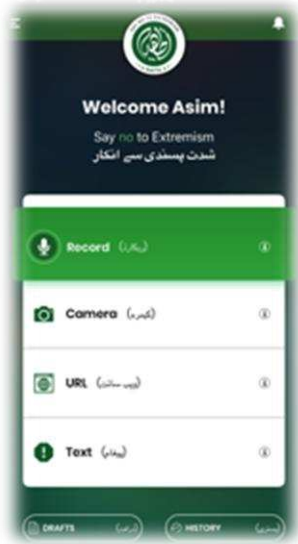 Welcome Asim!
Say no to Extremism
شدت پسندی سے انکار
Record (ریکارڈ)
Camera (کیمرہ)
URL (ویب سائٹ)
Text (پیغام)
DRAFTS
HISTORY